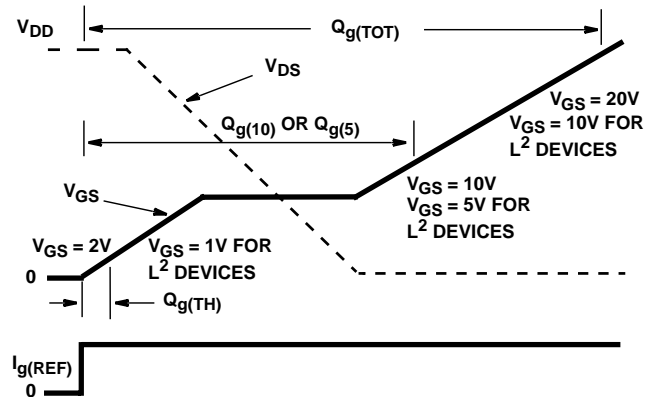 V_DD
Q_g(TOT)
V_DS
Q_g(10) OR Q_g(5)
V_GS = 20V
V_GS = 10V FOR
L² DEVICES
V_GS
V_GS = 10V
V_GS = 5V FOR
L² DEVICES
V_GS = 2V
V_GS = 1V FOR
L² DEVICES
0
Q_g(TH)
I_g(REF)
0